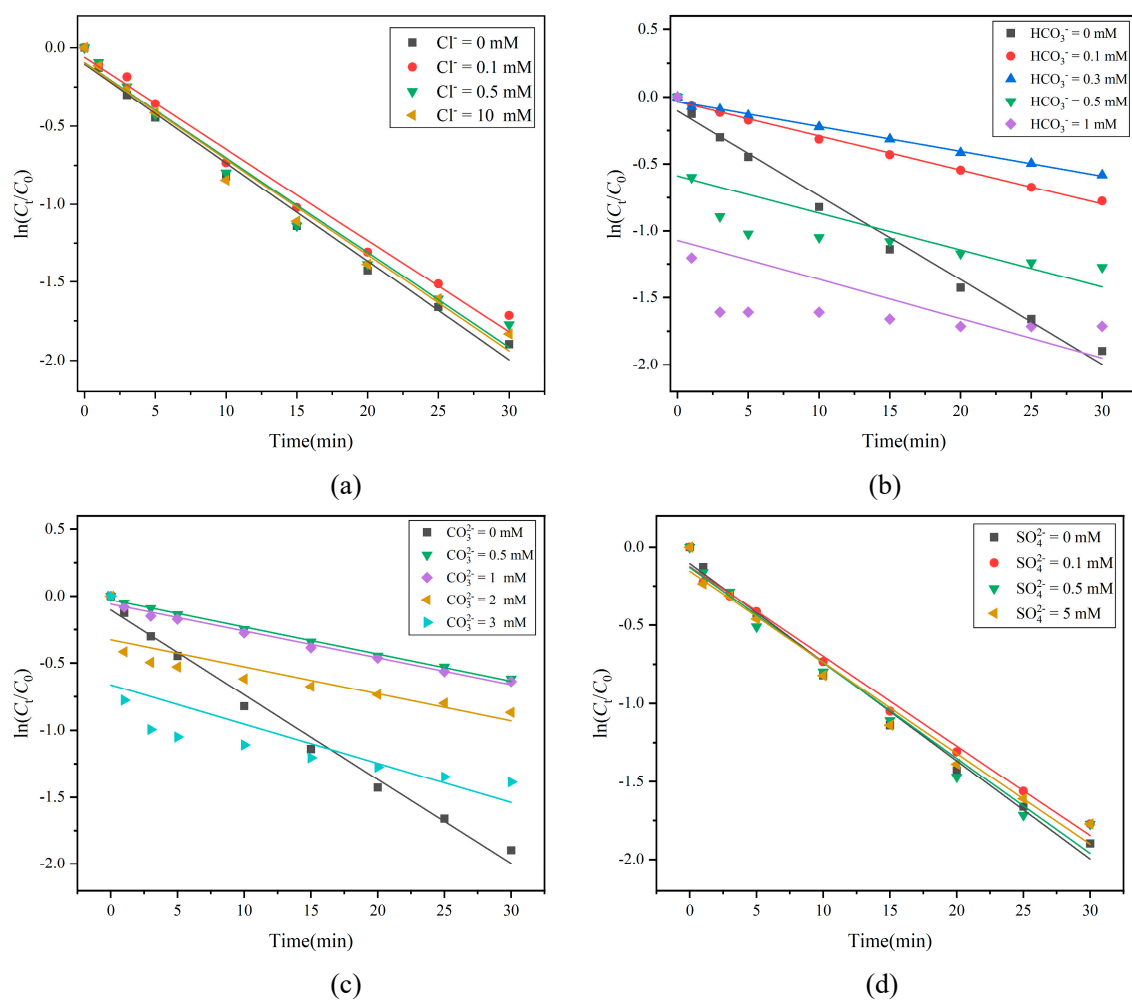 0.0
-0.5
-1.0
-1.5
-2.0
ln(Cₜ/C₀)
Cl⁻ = 0 mM
Cl⁻ = 0.1 mM
Cl⁻ = 0.5 mM
Cl⁻ = 10 mM
0 5 10 15 20 25 30
Time(min)
(a)
0.5
0.0
-0.5
-1.0
-1.5
-2.0
ln(Cₜ/C₀)
HCO₃⁻ = 0 mM
HCO₃⁻ = 0.1 mM
HCO₃⁻ = 0.3 mM
HCO₃⁻ = 0.5 mM
HCO₃⁻ = 1 mM
0 5 10 15 20 25 30
Time(min)
(b)
0.5
0.0
-0.5
-1.0
-1.5
-2.0
ln(Cₜ/C₀)
CO₃²⁻ = 0 mM
CO₃²⁻ = 0.5 mM
CO₃²⁻ = 1 mM
CO₃²⁻ = 2 mM
CO₃²⁻ = 3 mM
0 5 10 15 20 25 30
Time(min)
(c)
0.0
-0.5
-1.0
-1.5
-2.0
ln(Cₜ/C₀)
SO₄²⁻ = 0 mM
SO₄²⁻ = 0.1 mM
SO₄²⁻ = 0.5 mM
SO₄²⁻ = 5 mM
0 5 10 15 20 25 30
Time(min)
(d)